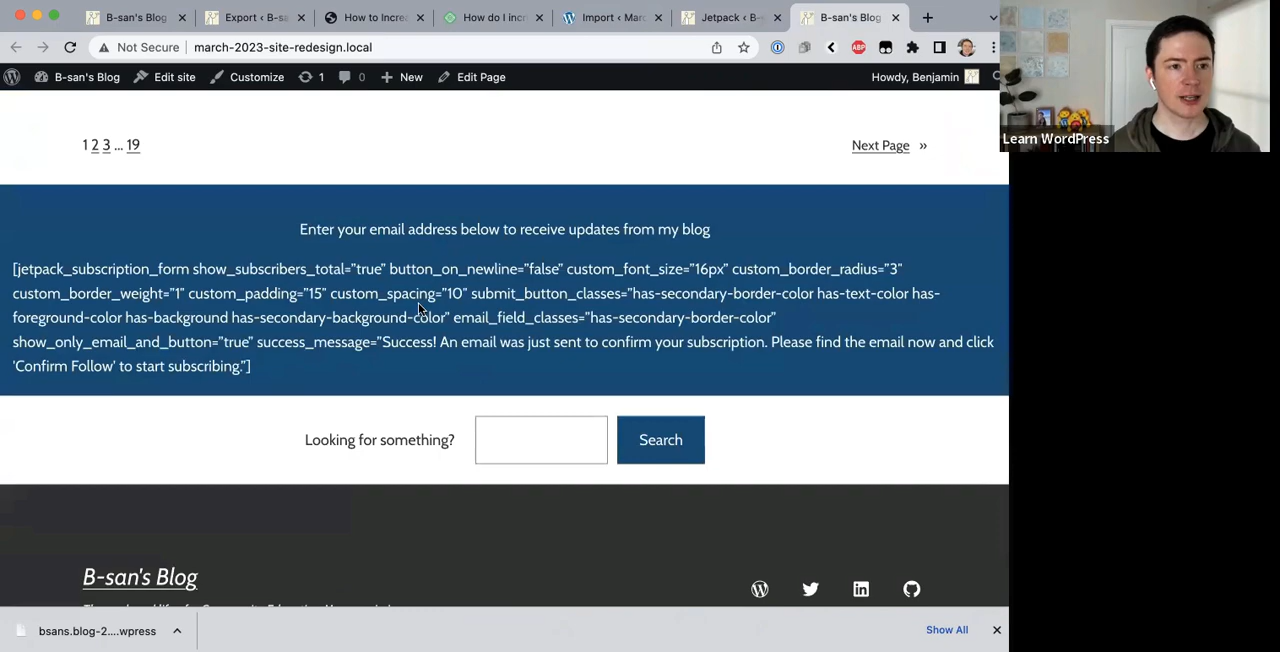 B-san's Blog
Export ‹ B-sa
How to Increa
How do I incr
Import ‹ Marc
Jetpack ‹ B-
B-san's Blog
Not Secure
march-2023-site-redesign.local
ABP
B-san's Blog
Edit site
Customize
1
0
New
Edit Page
Howdy, Benjamin
Learn WordPress
1 2 3 … 19
Next Page »
Enter your email address below to receive updates from my blog
[jetpack_subscription_form show_subscribers_total="true" button_on_newline="false" custom_font_size="16px" custom_border_radius="3"
custom_border_weight="1" custom_padding="15" custom_spacing="10" submit_button_classes="has-secondary-border-color has-text-color has-
foreground-color has-background has-secondary-background-color" email_field_classes="has-secondary-border-color"
show_only_email_and_button="true" success_message="Success! An email was just sent to confirm your subscription. Please find the email now and click
'Confirm Follow' to start subscribing."]
Looking for something?
Search
B-san's Blog
bsans.blog-2....wpress
Show All